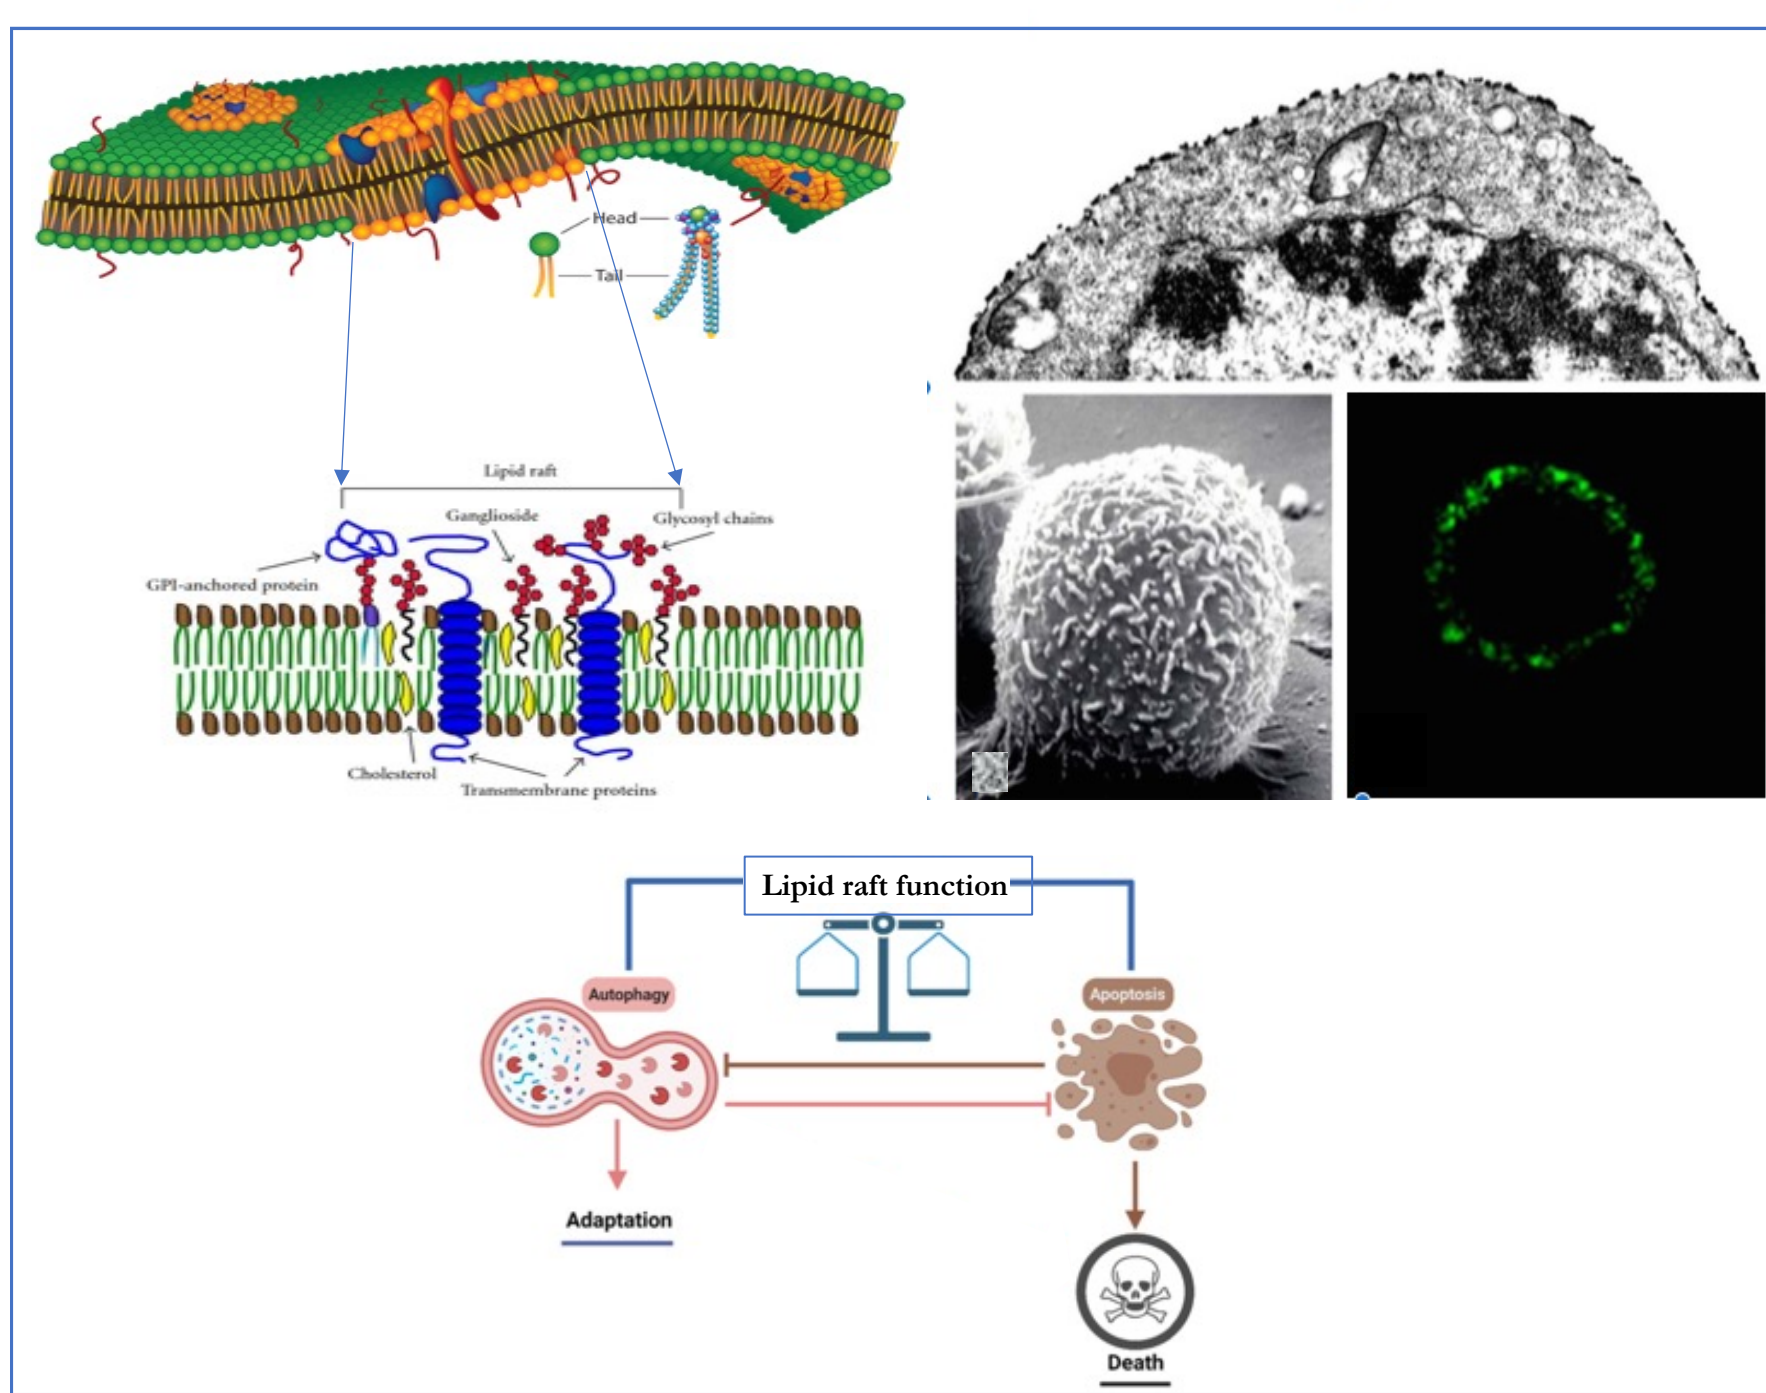 Head
Tail
Lipid raft
Ganglioside
Glycosyl chains
GPI-anchored protein
Cholesterol
Transmembrane proteins
Lipid raft function
Autophagy
Apoptosis
Adaptation
Death